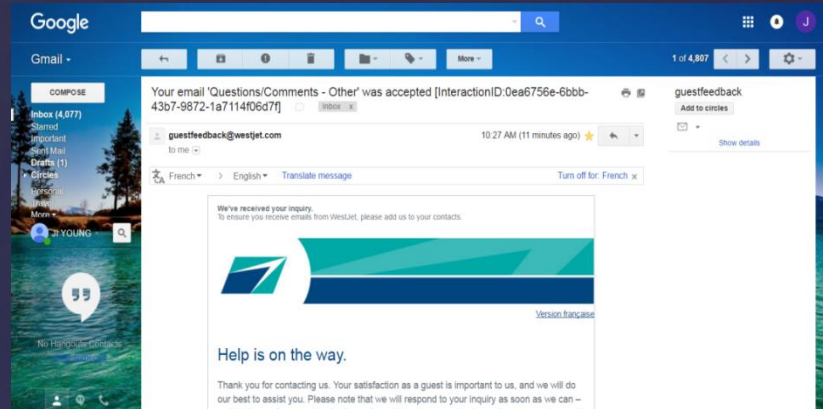 Google
J
Gmail
More
1 of 4,807
COMPOSE
Inbox (4,077)
Starred
Important
Sent Mail
Drafts (1)
Circles
Personal
Travel
More
JI YOUNG
No Hangouts Contacts
Your email 'Questions/Comments - Other' was accepted [InteractionID:0ea6756e-6bbb-
43b7-9872-1a7114f06d7f] Inbox x
guestfeedback@westjet.com
10:27 AM (11 minutes ago)
to me
French > English Translate message
Turn off for: French x
We've received your inquiry.
To ensure you receive emails from WestJet, please add us to your contacts.
Version française
Help is on the way.
Thank you for contacting us. Your satisfaction as a guest is important to us, and we will do
our best to assist you. Please note that we will respond to your inquiry as soon as we can –
guestfeedback
Add to circles
Show details